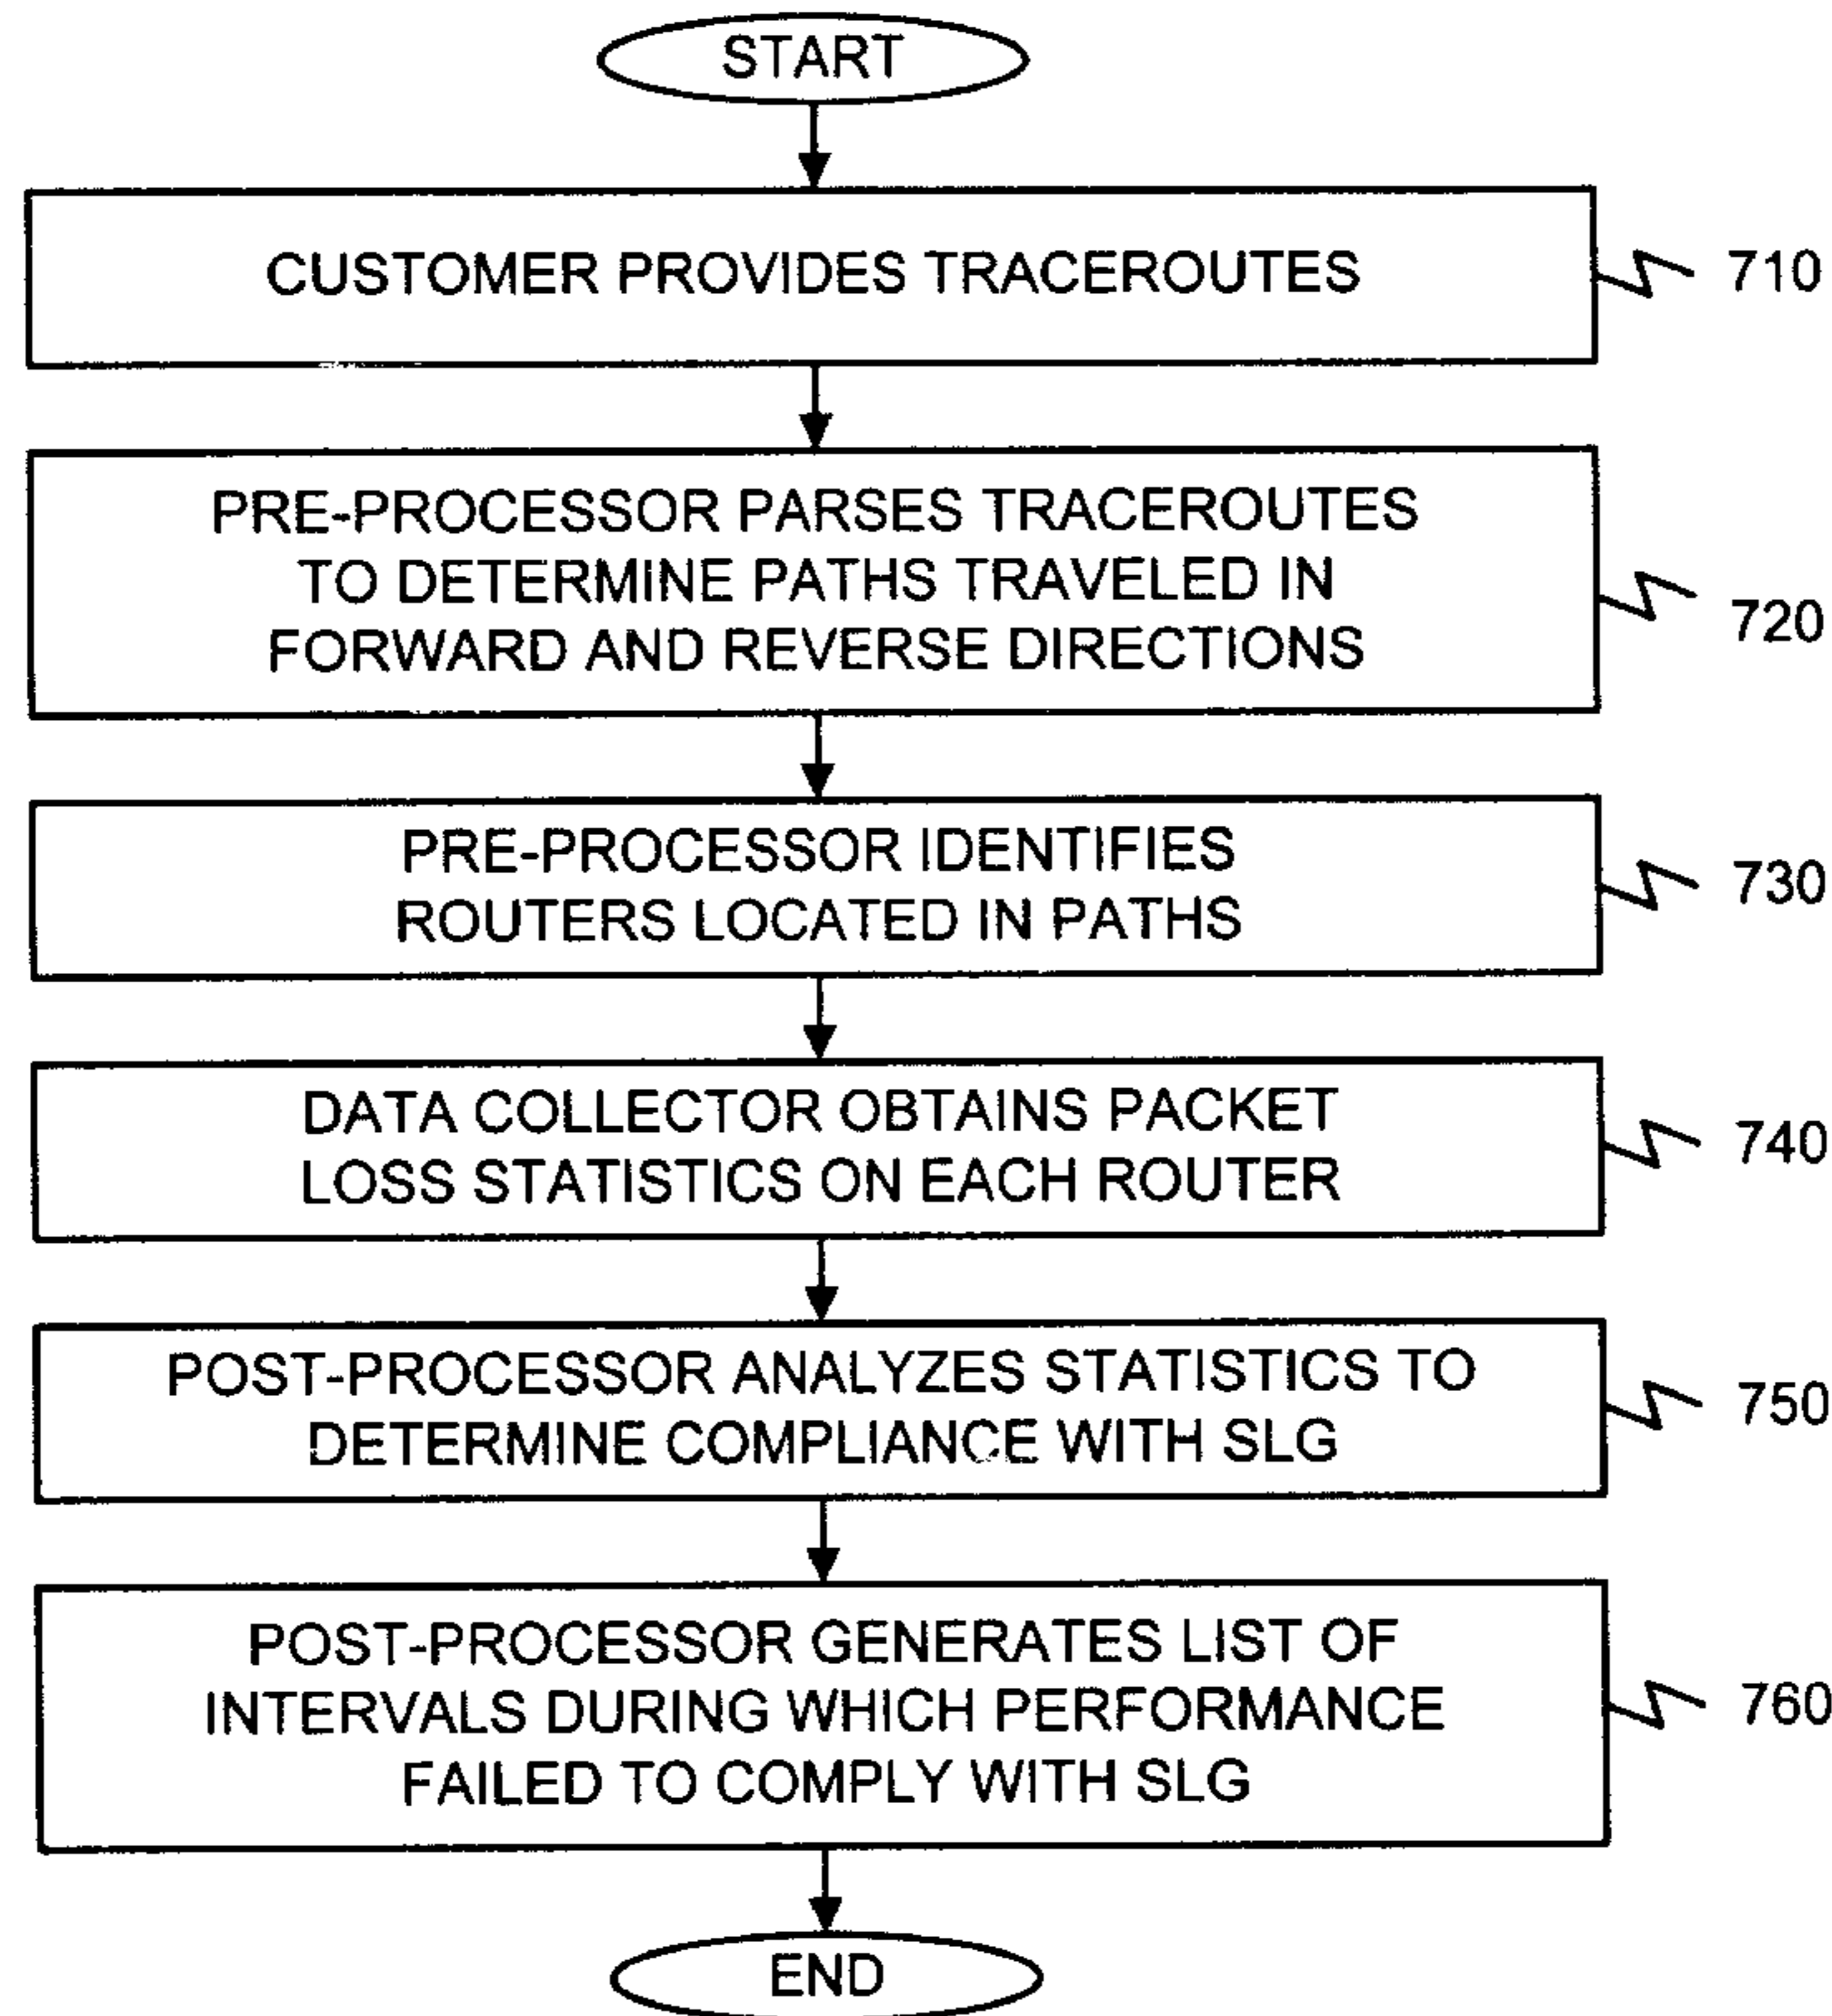 START
CUSTOMER PROVIDES TRACEROUTES
710
PRE-PROCESSOR PARSES TRACEROUTES
TO DETERMINE PATHS TRAVELED IN
FORWARD AND REVERSE DIRECTIONS
720
PRE-PROCESSOR IDENTIFIES
ROUTERS LOCATED IN PATHS
730
DATA COLLECTOR OBTAINS PACKET
LOSS STATISTICS ON EACH ROUTER
740
POST-PROCESSOR ANALYZES STATISTICS TO
DETERMINE COMPLIANCE WITH SLG
750
POST-PROCESSOR GENERATES LIST OF
INTERVALS DURING WHICH PERFORMANCE
FAILED TO COMPLY WITH SLG
760
END